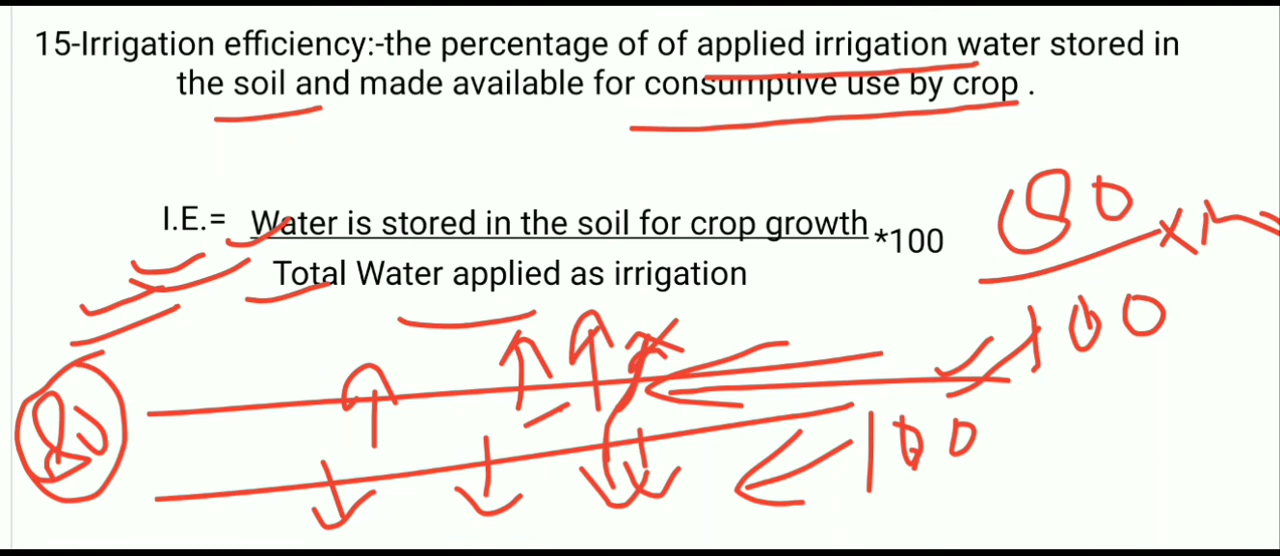 15-Irrigation efficiency:-the percentage of of applied irrigation water stored in
the soil and made available for consumptive use by crop .
I.E.= Water is stored in the soil for crop growth *100
Total Water applied as irrigation
80
100
80
100